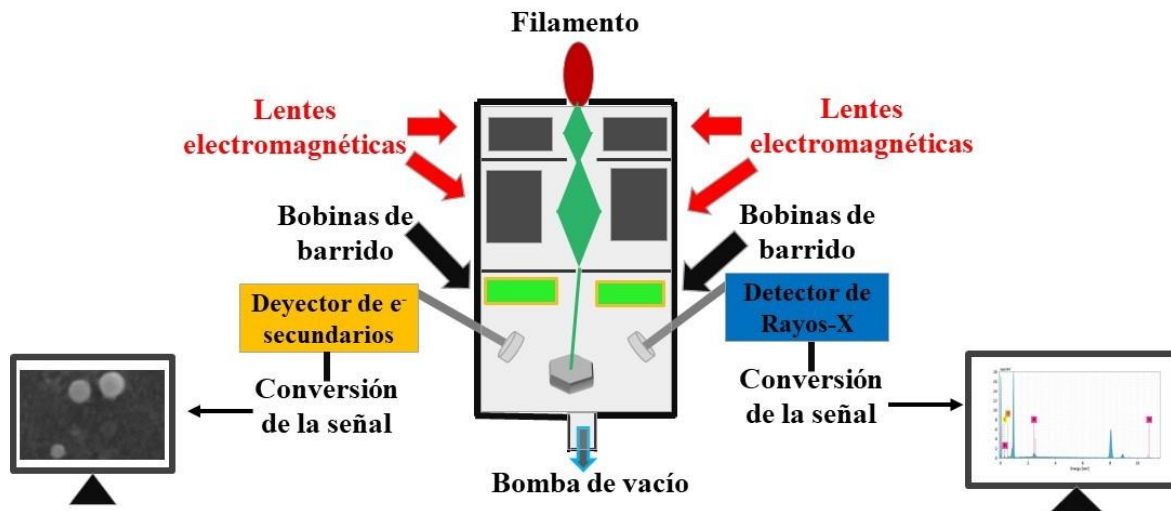 Filamento
Lentes
electromagnéticas
Lentes
electromagnéticas
Bobinas de
barrido
Bobinas de
barrido
Deyector de e-
secundarios
Detector de
Rayos-X
Conversión
de la señal
Conversión
de la señal
Bomba de vacío